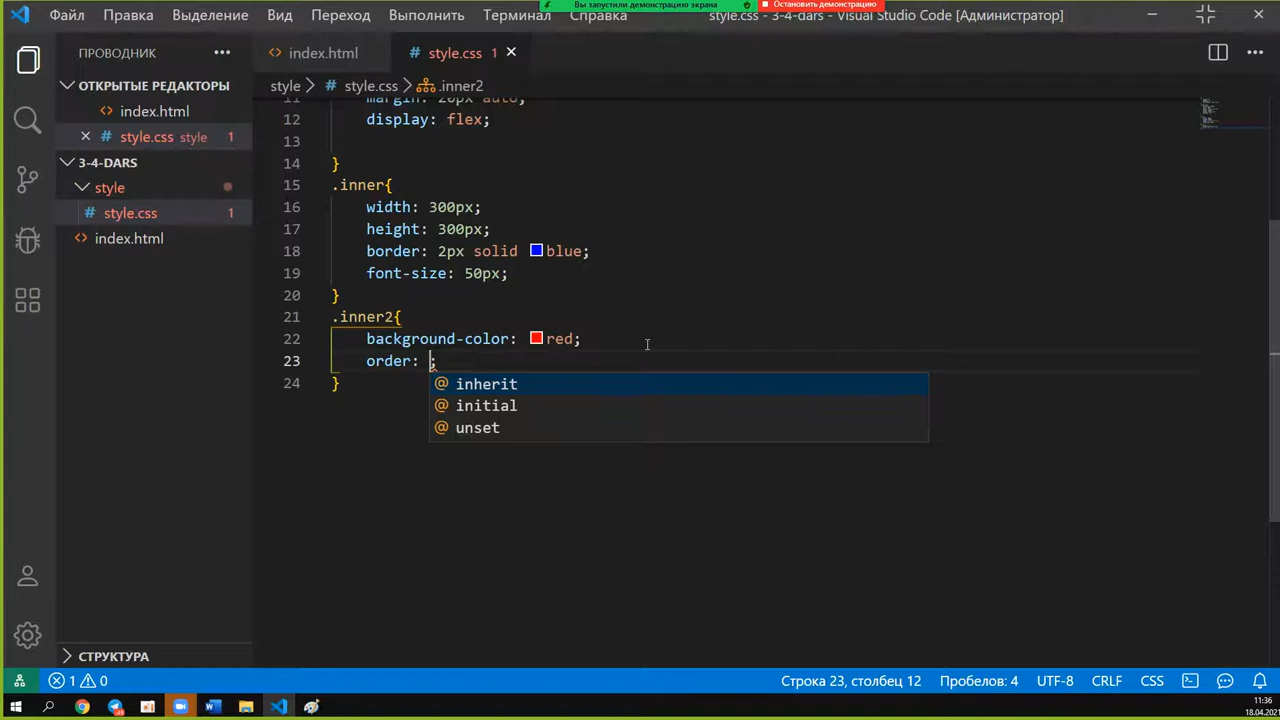 Файл Правка Выделение Вид Переход Выполнить Терминал Справка
Вы запустили демонстрацию экрана
Остановить демонстрацию
style.css - 3-4-dars - Visual Studio Code [Администратор]
ПРОВОДНИК
index.html
style.css 1
ОТКРЫТЫЕ РЕДАКТОРЫ
index.html
style.css style 1
3-4-DARS
style
style.css 1
index.html
СТРУКТУРА
style > style.css > .inner2
11 margin: 20px auto;
12 display: flex;
13
14 }
15 .inner{
16 width: 300px;
17 height: 300px;
18 border: 2px solid blue;
19 font-size: 50px;
20 }
21 .inner2{
22 background-color: red;
23 order: ;
24 }
inherit
initial
unset
1 0
Строка 23, столбец 12 Пробелов: 4 UTF-8 CRLF CSS
11:36
18.04.2021